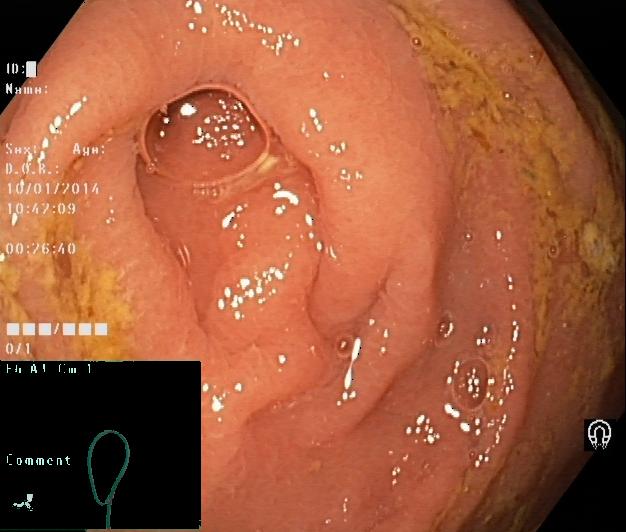 ID:
Name:
Sex: Age:
D.O.B.:
10/01/2014
10:42:09
00:26:40
/
0/1
Comment